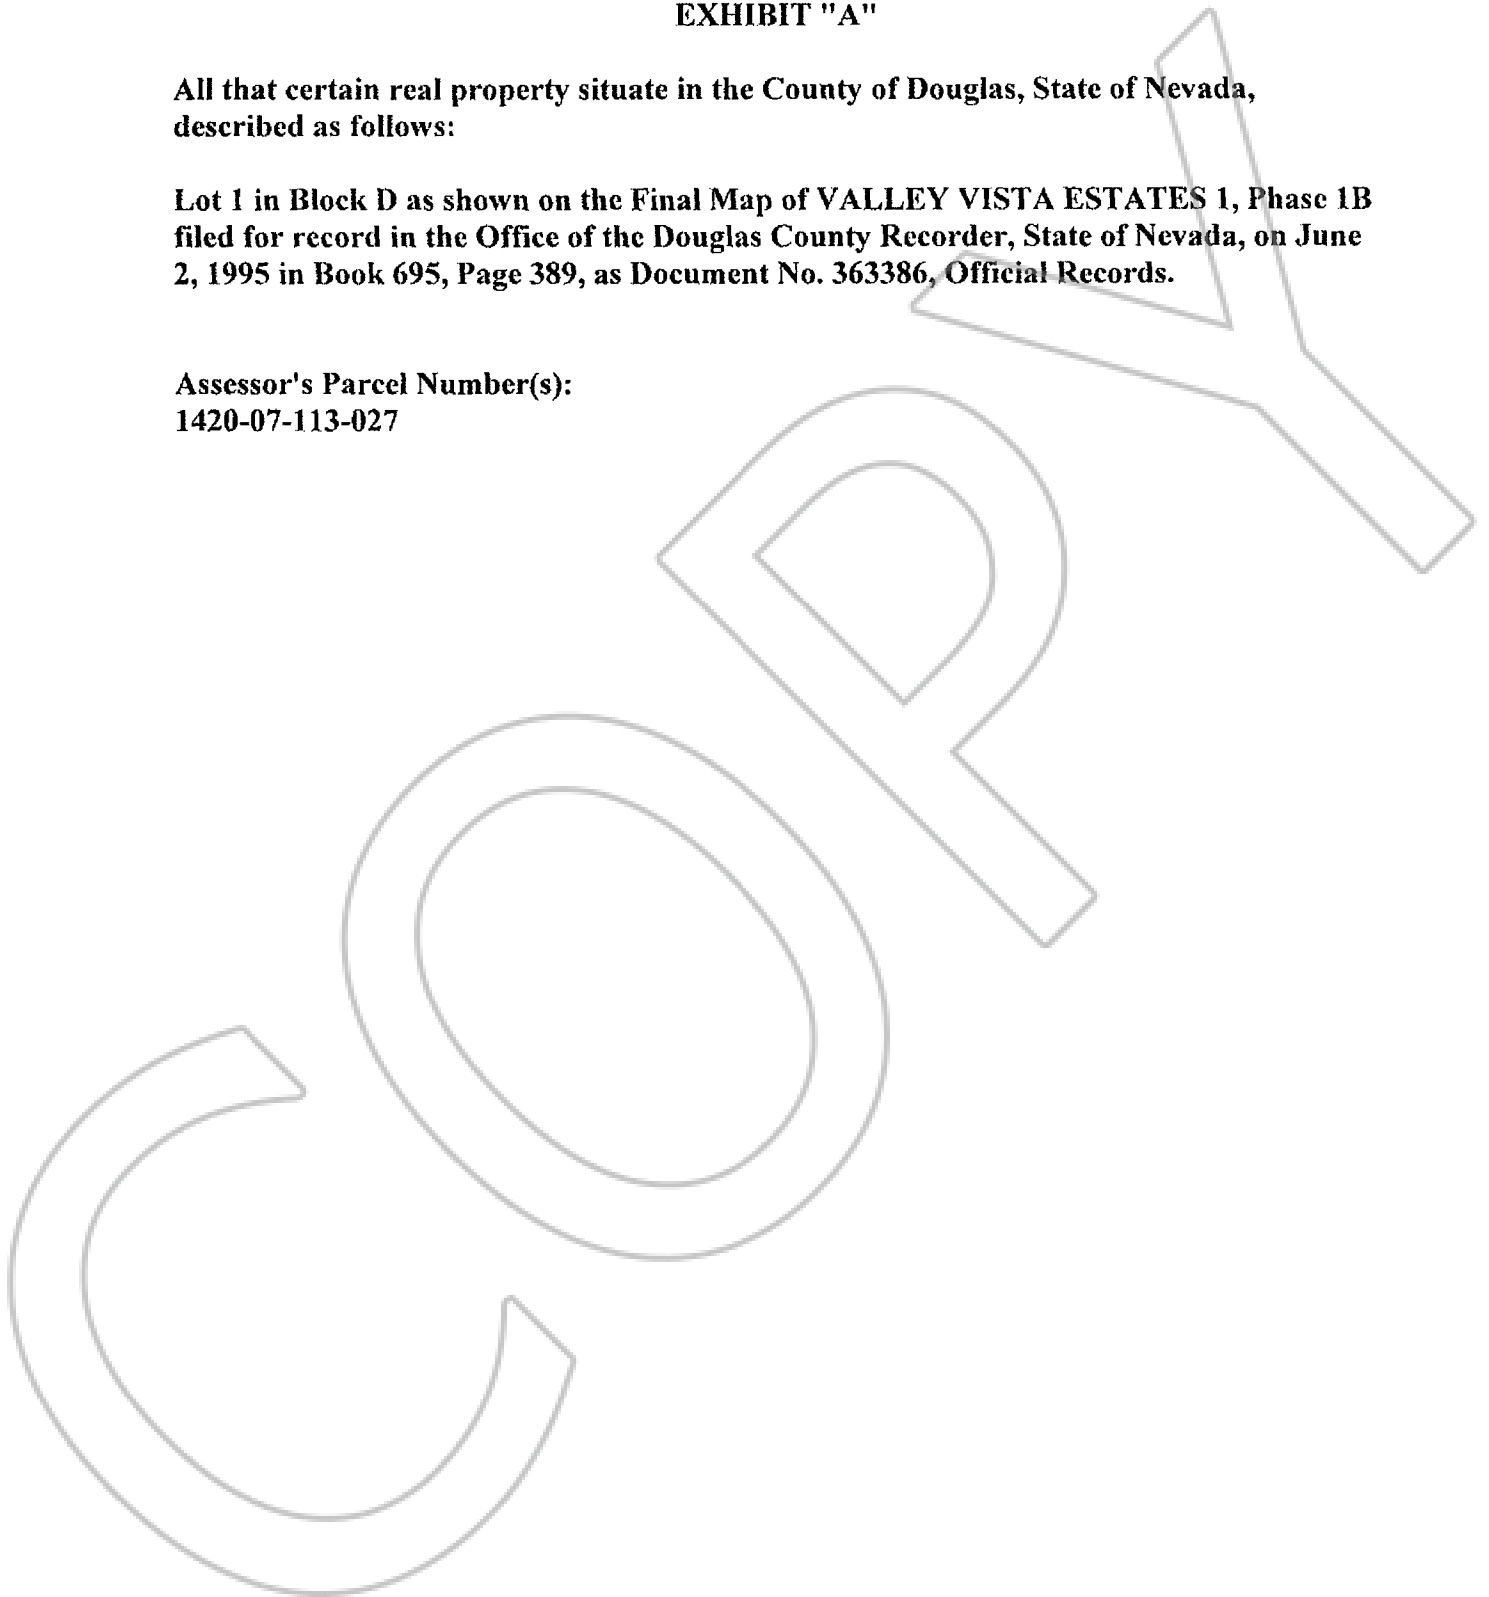 EXHIBIT "A"
All that certain real property situate in the County of Douglas, State of Nevada,
described as follows:
Lot 1 in Block D as shown on the Final Map of VALLEY VISTA ESTATES 1, Phase 1B
filed for record in the Office of the Douglas County Recorder, State of Nevada, on June
2, 1995 in Book 695, Page 389, as Document No. 363386, Official Records.
Assessor's Parcel Number(s):
1420-07-113-027
COPY